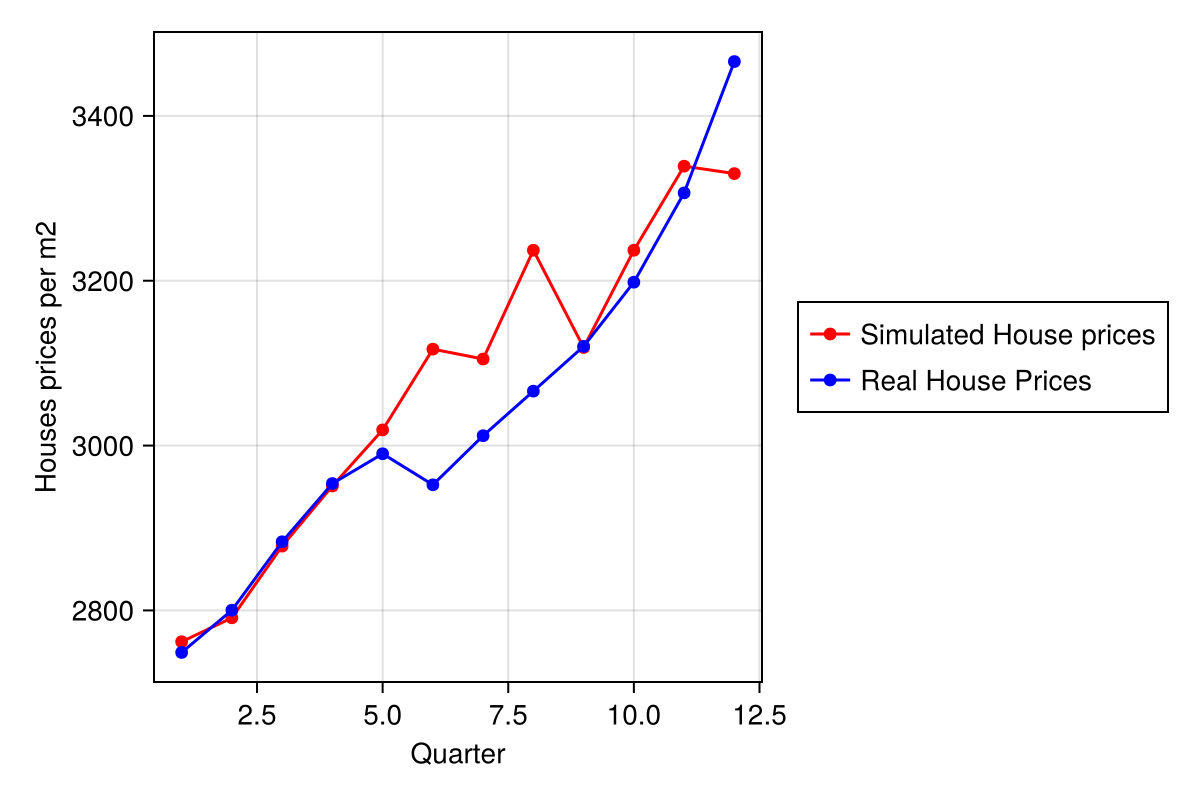 3400
3200
3000
2800
Houses prices per m2
2.5 5.0 7.5 10.0 12.5
Quarter
Simulated House prices
Real House Prices